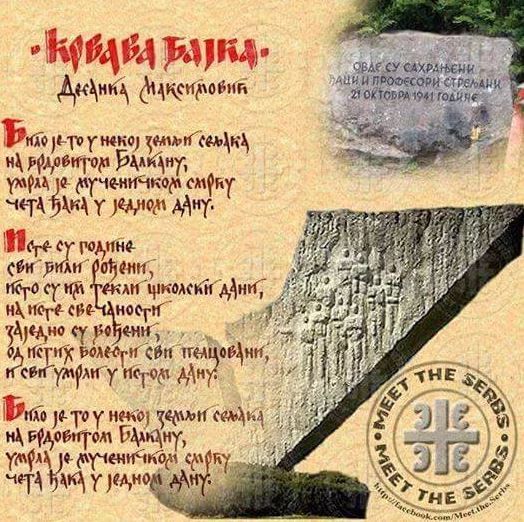 Крвава Бајка
Десанка Максимовић
Било је то у некој земљи сељака
на брдовитом Балкану,
умрла је мученичком смрћу
чета ђака у једном дану.
Исте су године
сви били рођени,
исто су им текли школски дани,
на исте свечаности
заједно су вођени,
од истих болести сви пелцовани,
и сви умрли у истом дану.
Било је то у некој земљи сељака
на брдовитом Балкану,
умрла је мученичком смрћу
чета ђака у једном дану.
ОВДЕ СУ САХРАЊЕНИ
ЂАЦИ И ПРОФЕСОРИ СТРЕЉАНИ
21 ОКТОБРА 1941 ГОДИНЕ
MEET THE SERBS
MEET THE SERBS
http://facebook.com/Meet.the.Serbs